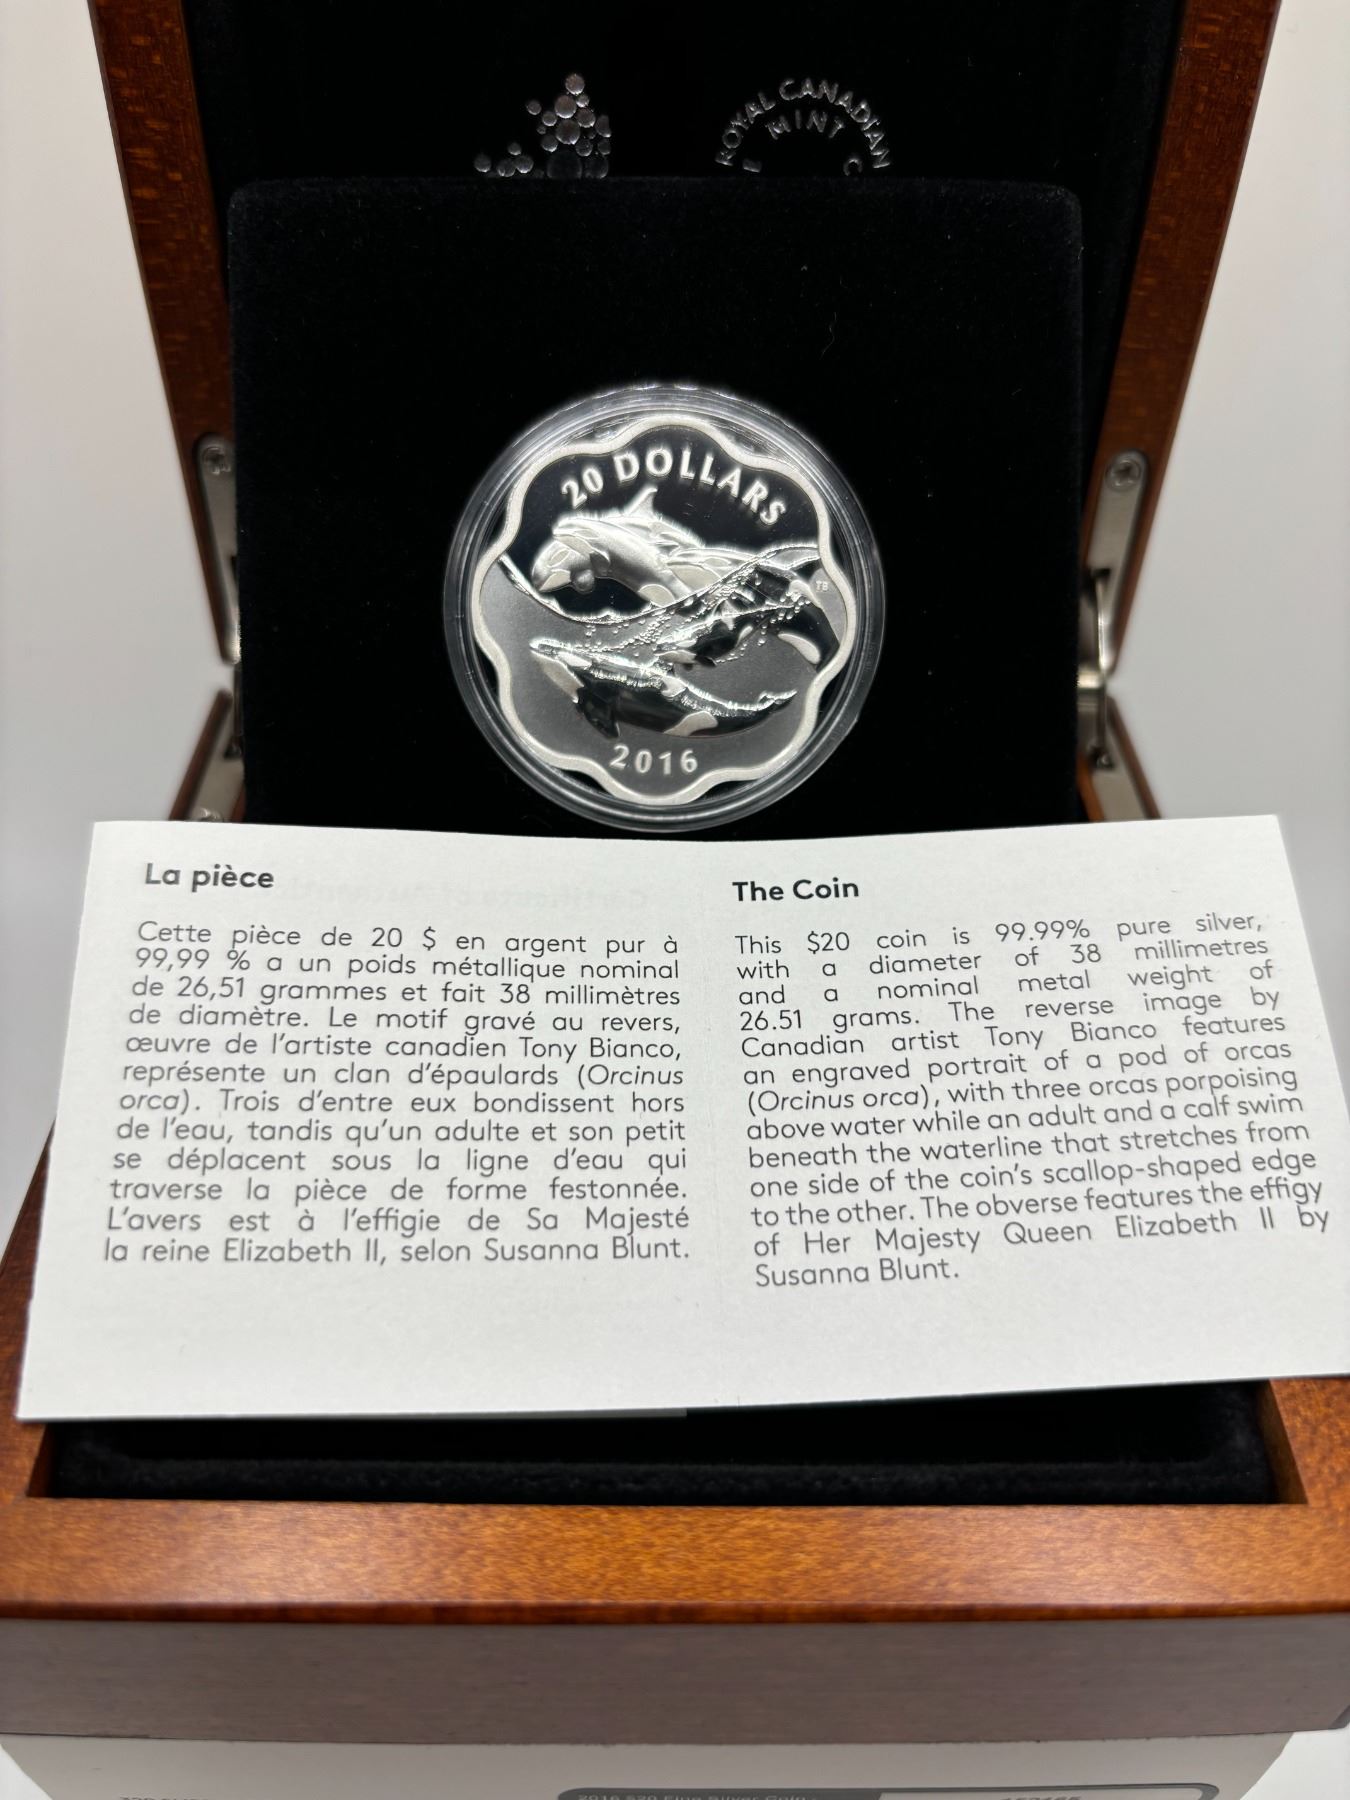 ROYAL CANADIAN
MINT
20 DOLLARS
TB
2016
La pièce
Cette pièce de 20 $ en argent pur à
99,99 % a un poids métallique nominal
de 26,51 grammes et fait 38 millimètres
de diamètre. Le motif gravé au revers,
œuvre de l'artiste canadien Tony Bianco,
représente un clan d'épaulards (Orcinus
orca). Trois d'entre eux bondissent hors
de l'eau, tandis qu'un adulte et son petit
se déplacent sous la ligne d'eau qui
traverse la pièce de forme festonnée.
L'avers est à l'effigie de Sa Majesté
la reine Elizabeth II, selon Susanna Blunt.
The Coin
This $20 coin is 99.99% pure silver,
with a diameter of 38 millimetres
and a nominal metal weight of
26.51 grams. The reverse image by
Canadian artist Tony Bianco features
an engraved portrait of a pod of orcas
(Orcinus orca), with three orcas porpoising
above water while an adult and a calf swim
beneath the waterline that stretches from
one side of the coin's scallop-shaped edge
to the other. The obverse features the effigy
of Her Majesty Queen Elizabeth II by
Susanna Blunt.
2016 $20 Fine Silver Coin